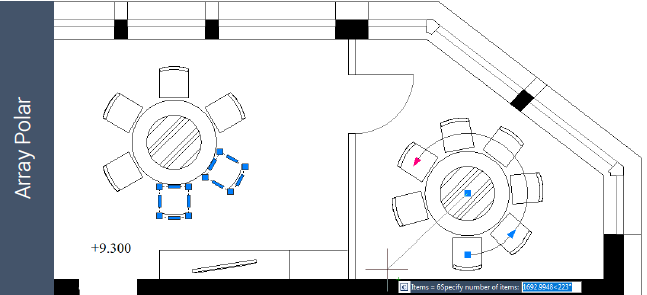 Array Polar
+9.300
Items = 6Specify number of items: 1692.9948<223°